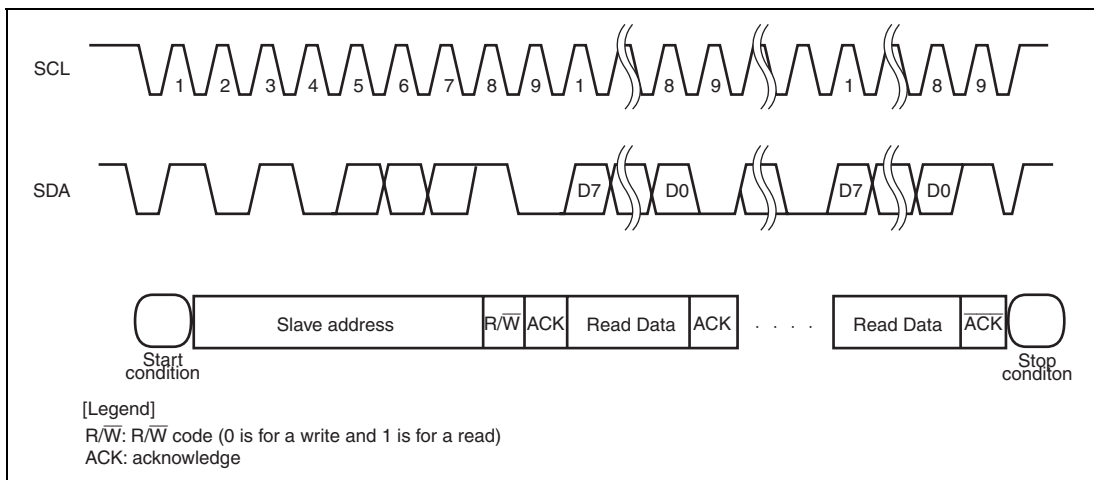 SCL
1 2 3 4 5 6 7 8 9 1 8 9 1 8 9
SDA
D7 D0 D7 D0
Slave address R/W̅ ACK Read Data ACK . . . . Read Data A̅C̅K̅
Start
condition
Stop
conditon
[Legend]
R/W̅: R/W̅ code (0 is for a write and 1 is for a read)
ACK: acknowledge